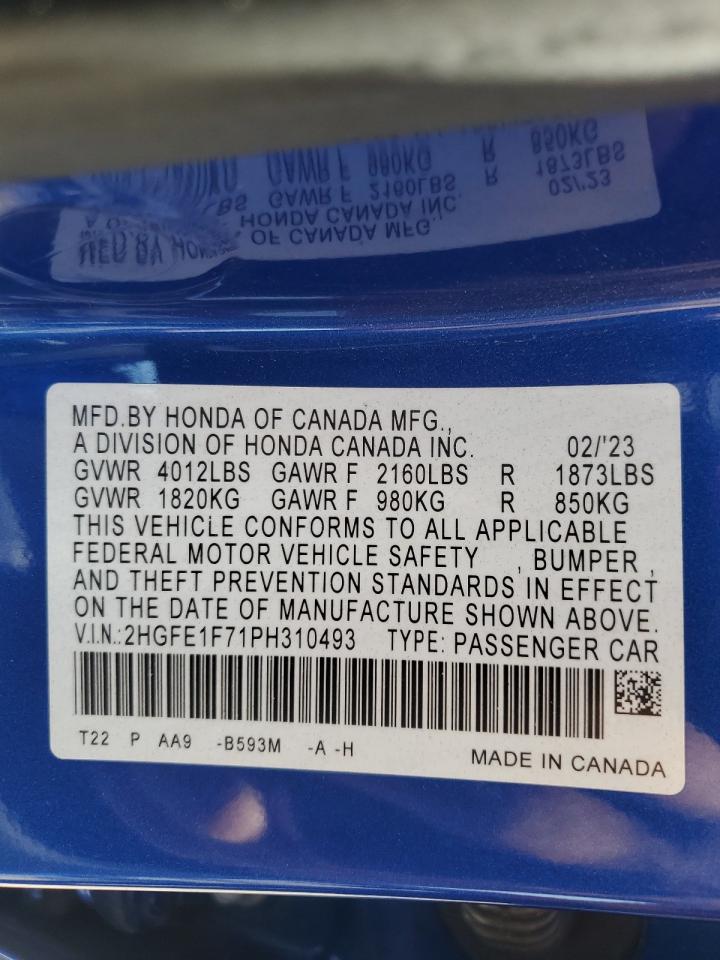 MFD.BY HONDA OF CANADA MFG.,
A DIVISION OF HONDA CANADA INC. 02/'23
GVWR 4012LBS GAWR F 2160LBS R 1873LBS
GVWR 1820KG GAWR F 980KG R 850KG
THIS VEHICLE CONFORMS TO ALL APPLICABLE
FEDERAL MOTOR VEHICLE SAFETY , BUMPER ,
AND THEFT PREVENTION STANDARDS IN EFFECT
ON THE DATE OF MANUFACTURE SHOWN ABOVE.
V.I.N.:2HGFE1F71PH310493 TYPE: PASSENGER CAR
T22 P AA9 -B593M -A -H
MADE IN CANADA